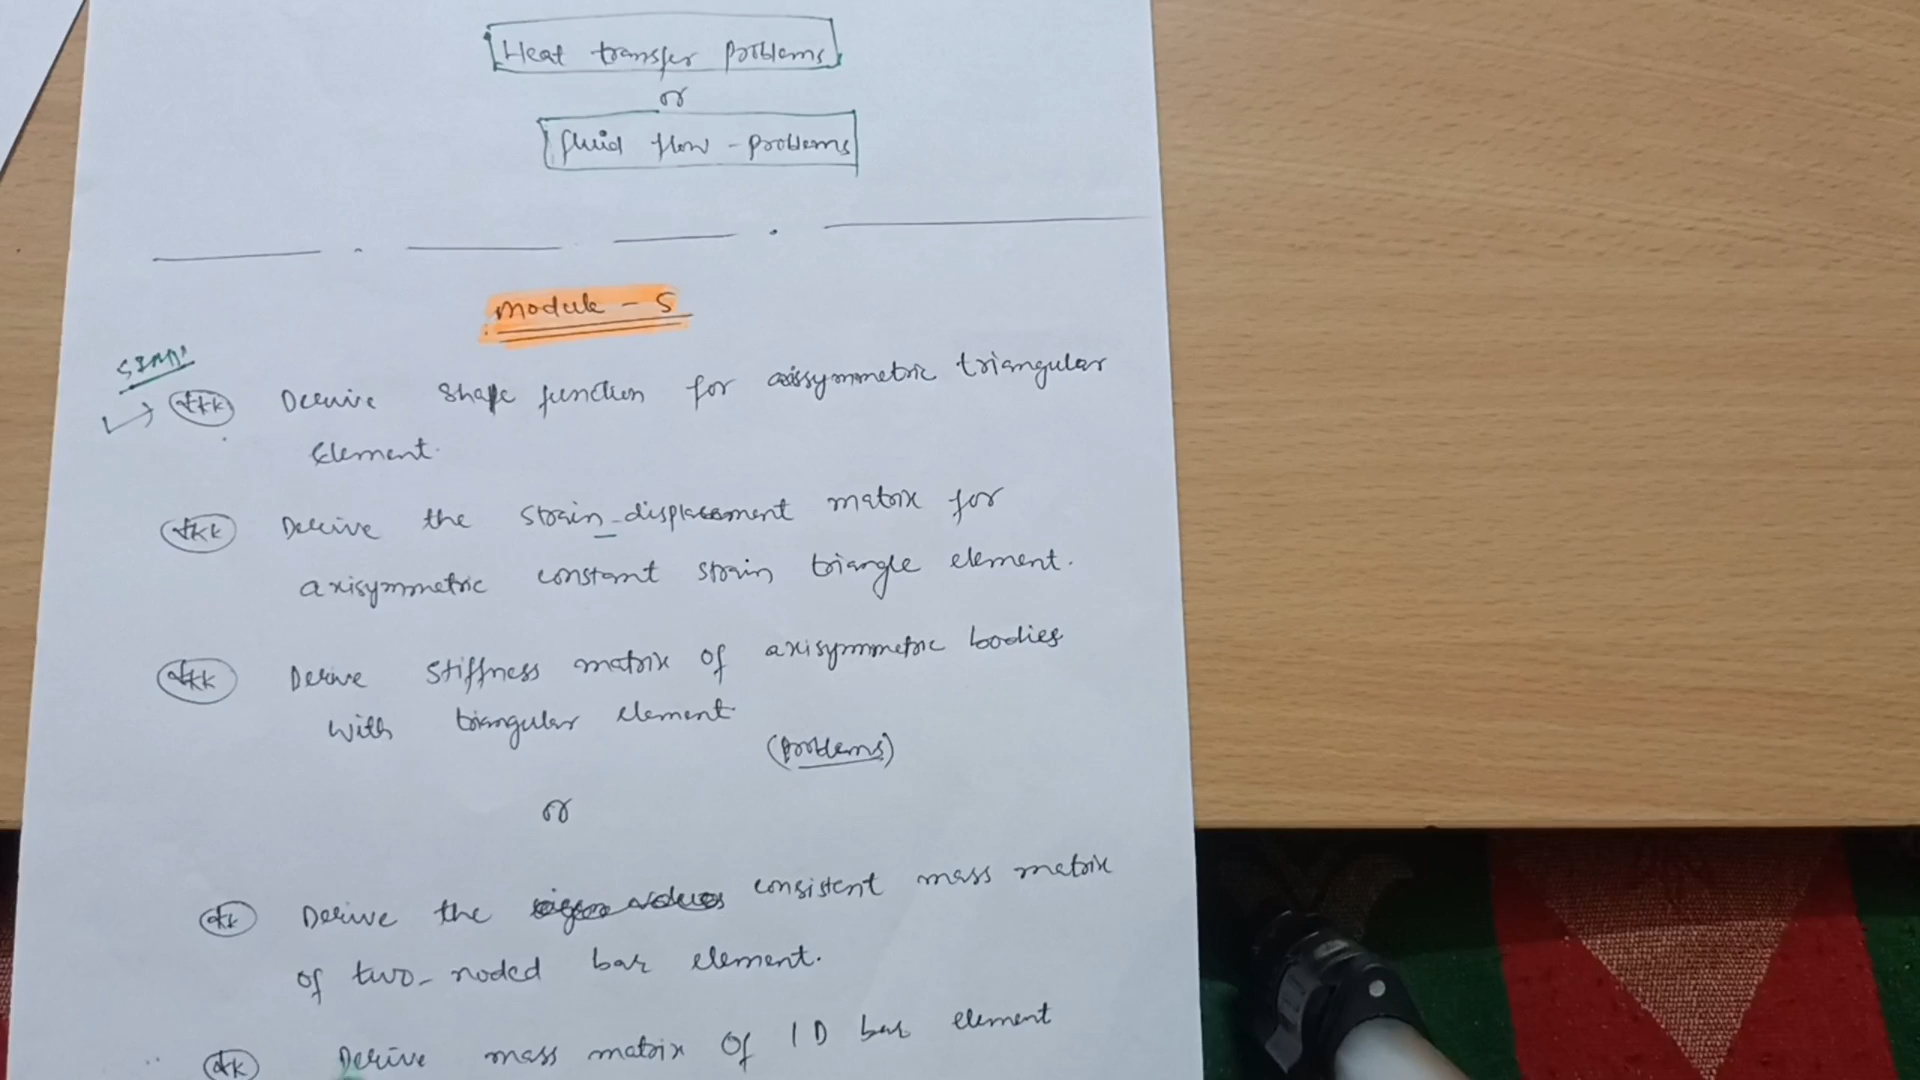 Heat transfer problems
or
fluid flow - problems
Module - 5
Derive shape function for axissymmetric triangular
Element.
Derive the strain-displacement matrix for
axisymmetric constant strain triangle element.
Derive stiffness matrix of axisymmetric bodies
with triangular element
(problems)
or
Derive the consistent mass matrix
of two-noded bar element.
Derive mass matrix of 1D bar element